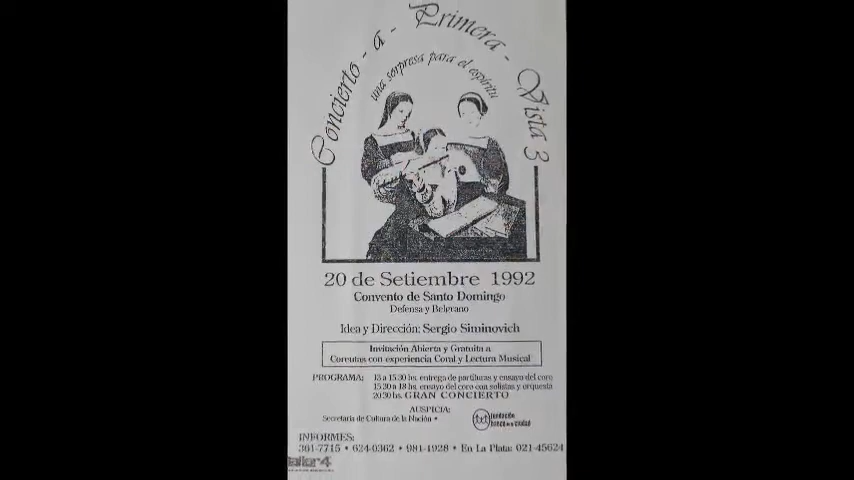 Concierto - a - Primera - Vista 3
una sorpresa para el espíritu
20 de Setiembre 1992
Convento de Santo Domingo
Defensa y Belgrano
Idea y Dirección: Sergio Siminovich
Invitación Abierta y Gratuita a
Coreutas con experiencia Coral y Lectura Musical
PROGRAMA: 13 a 15.30 hs. entrega de partituras y ensayo del coro
15.30 a 18 hs. ensayo del coro con solistas y orquesta
20.30 hs. GRAN CONCIERTO
AUSPICIA:
Secretaría de Cultura de la Nación •
fundación
banco de la ciudad
INFORMES:
361-7715 • 624-0362 • 981-1928 • En La Plata: 021-45624
taller 4